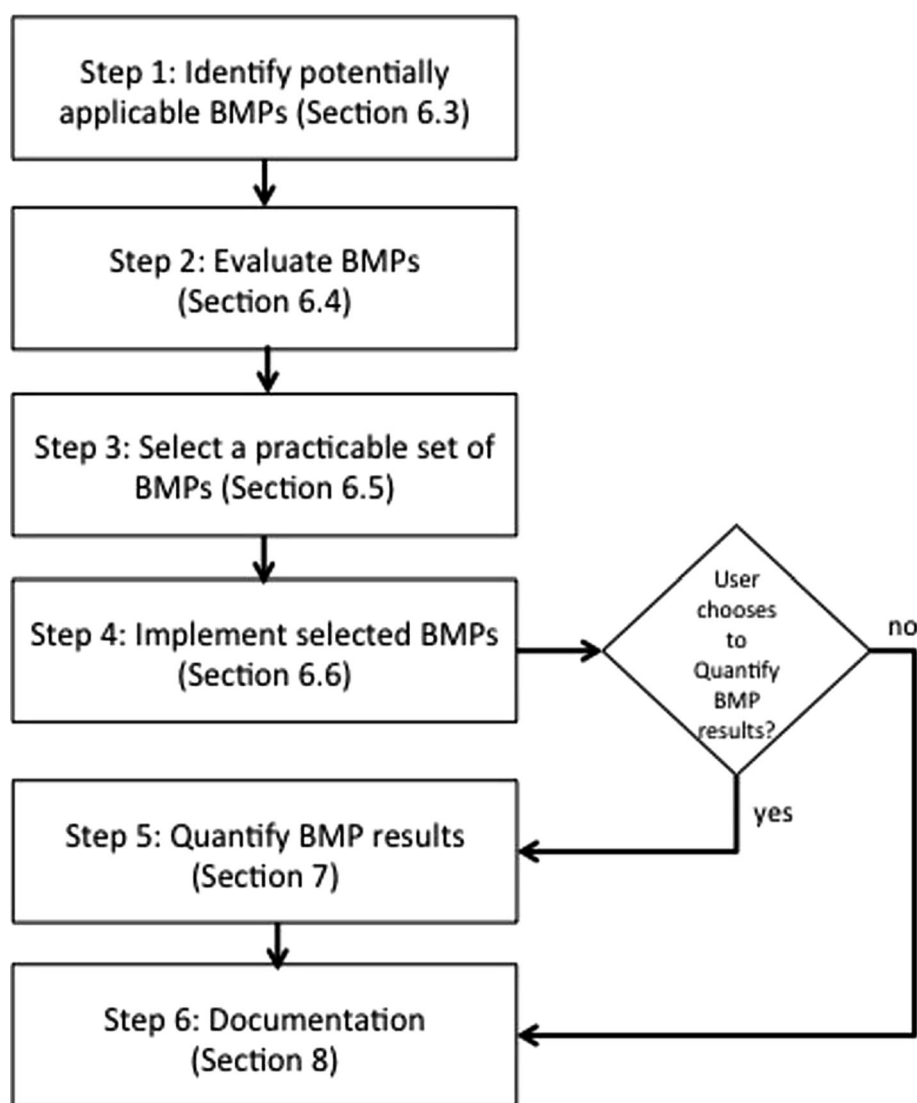 Step 1: Identify potentially
applicable BMPs (Section 6.3)
Step 2: Evaluate BMPs
(Section 6.4)
Step 3: Select a practicable set of
BMPs (Section 6.5)
Step 4: Implement selected BMPs
(Section 6.6)
User
chooses
to
Quantify
BMP
results?
no
yes
Step 5: Quantify BMP results
(Section 7)
Step 6: Documentation
(Section 8)